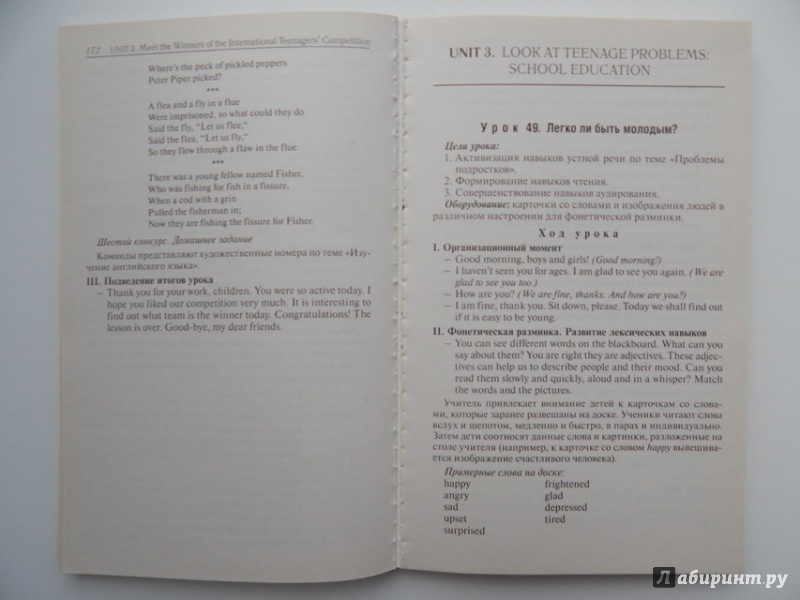 172 UNIT 2. Meet the Winners of the International Teenagers' Competition
Where's the peck of pickled peppers
Peter Piper picked?
***
A flea and a fly in a flue
Were imprisoned, so what could they do
Said the fly, "Let us flee,"
Said the flea, "Let us fly,"
So they flew through a flaw in the flue.
***
There was a young fellow named Fisher,
Who was fishing for fish in a fissure,
When a cod with a grin
Pulled the fisherman in;
Now they are fishing the fissure for Fisher.
Шестой конкурс. Домашнее задание
Команды представляют художественные номера по теме «Изу-
чение английского языка».
III. Подведение итогов урока
– Thank you for your work, children. You were so active today. I
hope you liked our competition very much. It is interesting to
find out what team is the winner today. Congratulations! The
lesson is over. Good-bye, my dear friends.
UNIT 3. LOOK AT TEENAGE PROBLEMS:
SCHOOL EDUCATION
Урок 49. Легко ли быть молодым?
Цели урока:
1. Активизация навыков устной речи по теме «Проблемы
подростков».
2. Формирование навыков чтения.
3. Совершенствование навыков аудирования.
Оборудование: карточки со словами и изображения людей в
различном настроении для фонетической разминки.
Ход урока
I. Организационный момент
– Good morning, boys and girls! (Good morning!)
– I haven't seen you for ages. I am glad to see you again. (We are
glad to see you too.)
– How are you? (We are fine, thanks. And how are you?)
– I am fine, thank you. Sit down, please. Today we shall find out
if it is easy to be young.
II. Фонетическая разминка. Развитие лексических навыков
– You can see different words on the blackboard. What can you
say about them? You are right they are adjectives. These adjec-
tives can help us to describe people and their mood. Can you
read them slowly and quickly, aloud and in a whisper? Match
the words and the pictures.
Учитель привлекает внимание детей к карточкам со слова-
ми, которые заранее развешаны на доске. Ученики читают слова
вслух и шепотом, медленно и быстро, в парах и индивидуально.
Затем дети соотносят данные слова и картинки, разложенные на
столе учителя (например, к карточке со словом happy вывешива-
ется изображение счастливого человека).
Примерные слова на доске:
happy frightened
angry glad
sad depressed
upset tired
surprised
Лабиринт.ру